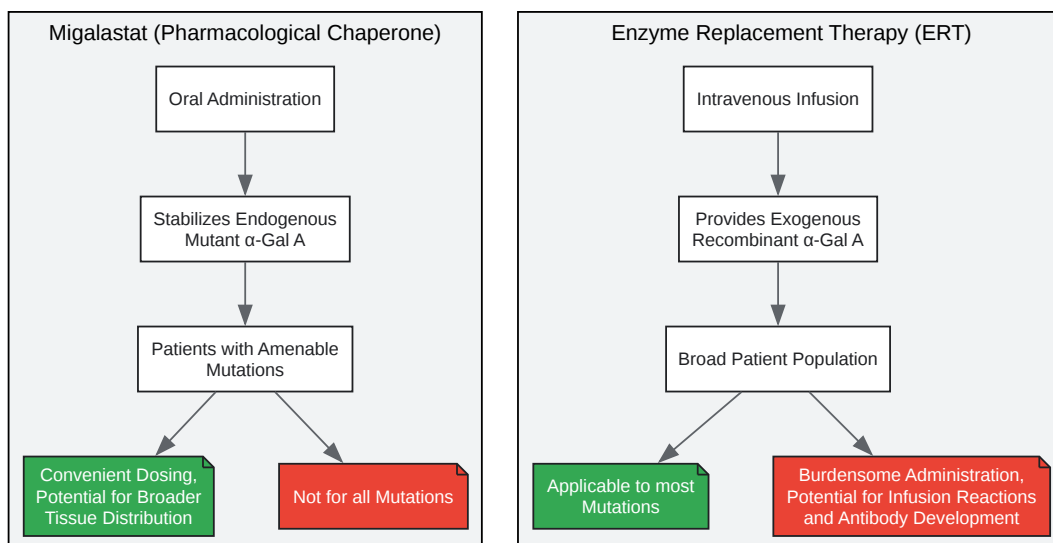 Migalastat (Pharmacological Chaperone)
Oral Administration
Stabilizes Endogenous
Mutant α-Gal A
Patients with Amenable
Mutations
Convenient Dosing,
Potential for Broader
Tissue Distribution
Not for all Mutations
Enzyme Replacement Therapy (ERT)
Intravenous Infusion
Provides Exogenous
Recombinant α-Gal A
Broad Patient Population
Applicable to most
Mutations
Burdensome Administration,
Potential for Infusion Reactions
and Antibody Development